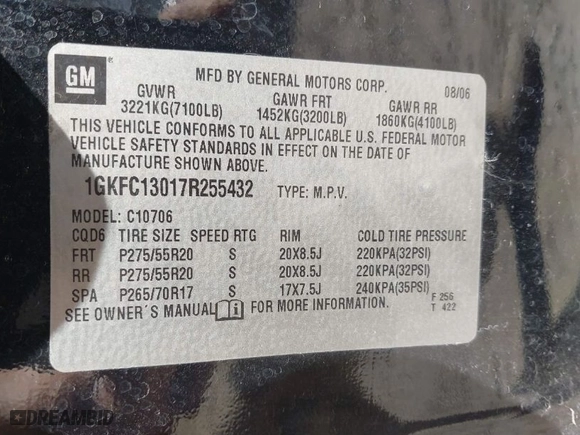 GM
MFD BY GENERAL MOTORS CORP. 08/06
GVWR GAWR FRT GAWR RR
3221KG(7100LB) 1452KG(3200LB) 1860KG(4100LB)
THIS VEHICLE CONFORMS TO ALL APPLICABLE U.S. FEDERAL MOTOR
VEHICLE SAFETY STANDARDS IN EFFECT ON THE DATE OF
MANUFACTURE SHOWN ABOVE.
1GKFC13017R255432 TYPE: M.P.V.
MODEL: C10706
CQD6 TIRE SIZE SPEED RTG RIM COLD TIRE PRESSURE
FRT P275/55R20 S 20X8.5J 220KPA(32PSI)
RR P275/55R20 S 20X8.5J 220KPA(32PSI)
SPA P265/70R17 S 17X7.5J 240KPA(35PSI)
SEE OWNER´S MANUAL i FOR MORE INFORMATION.
F 256
T 422
DREAMBID